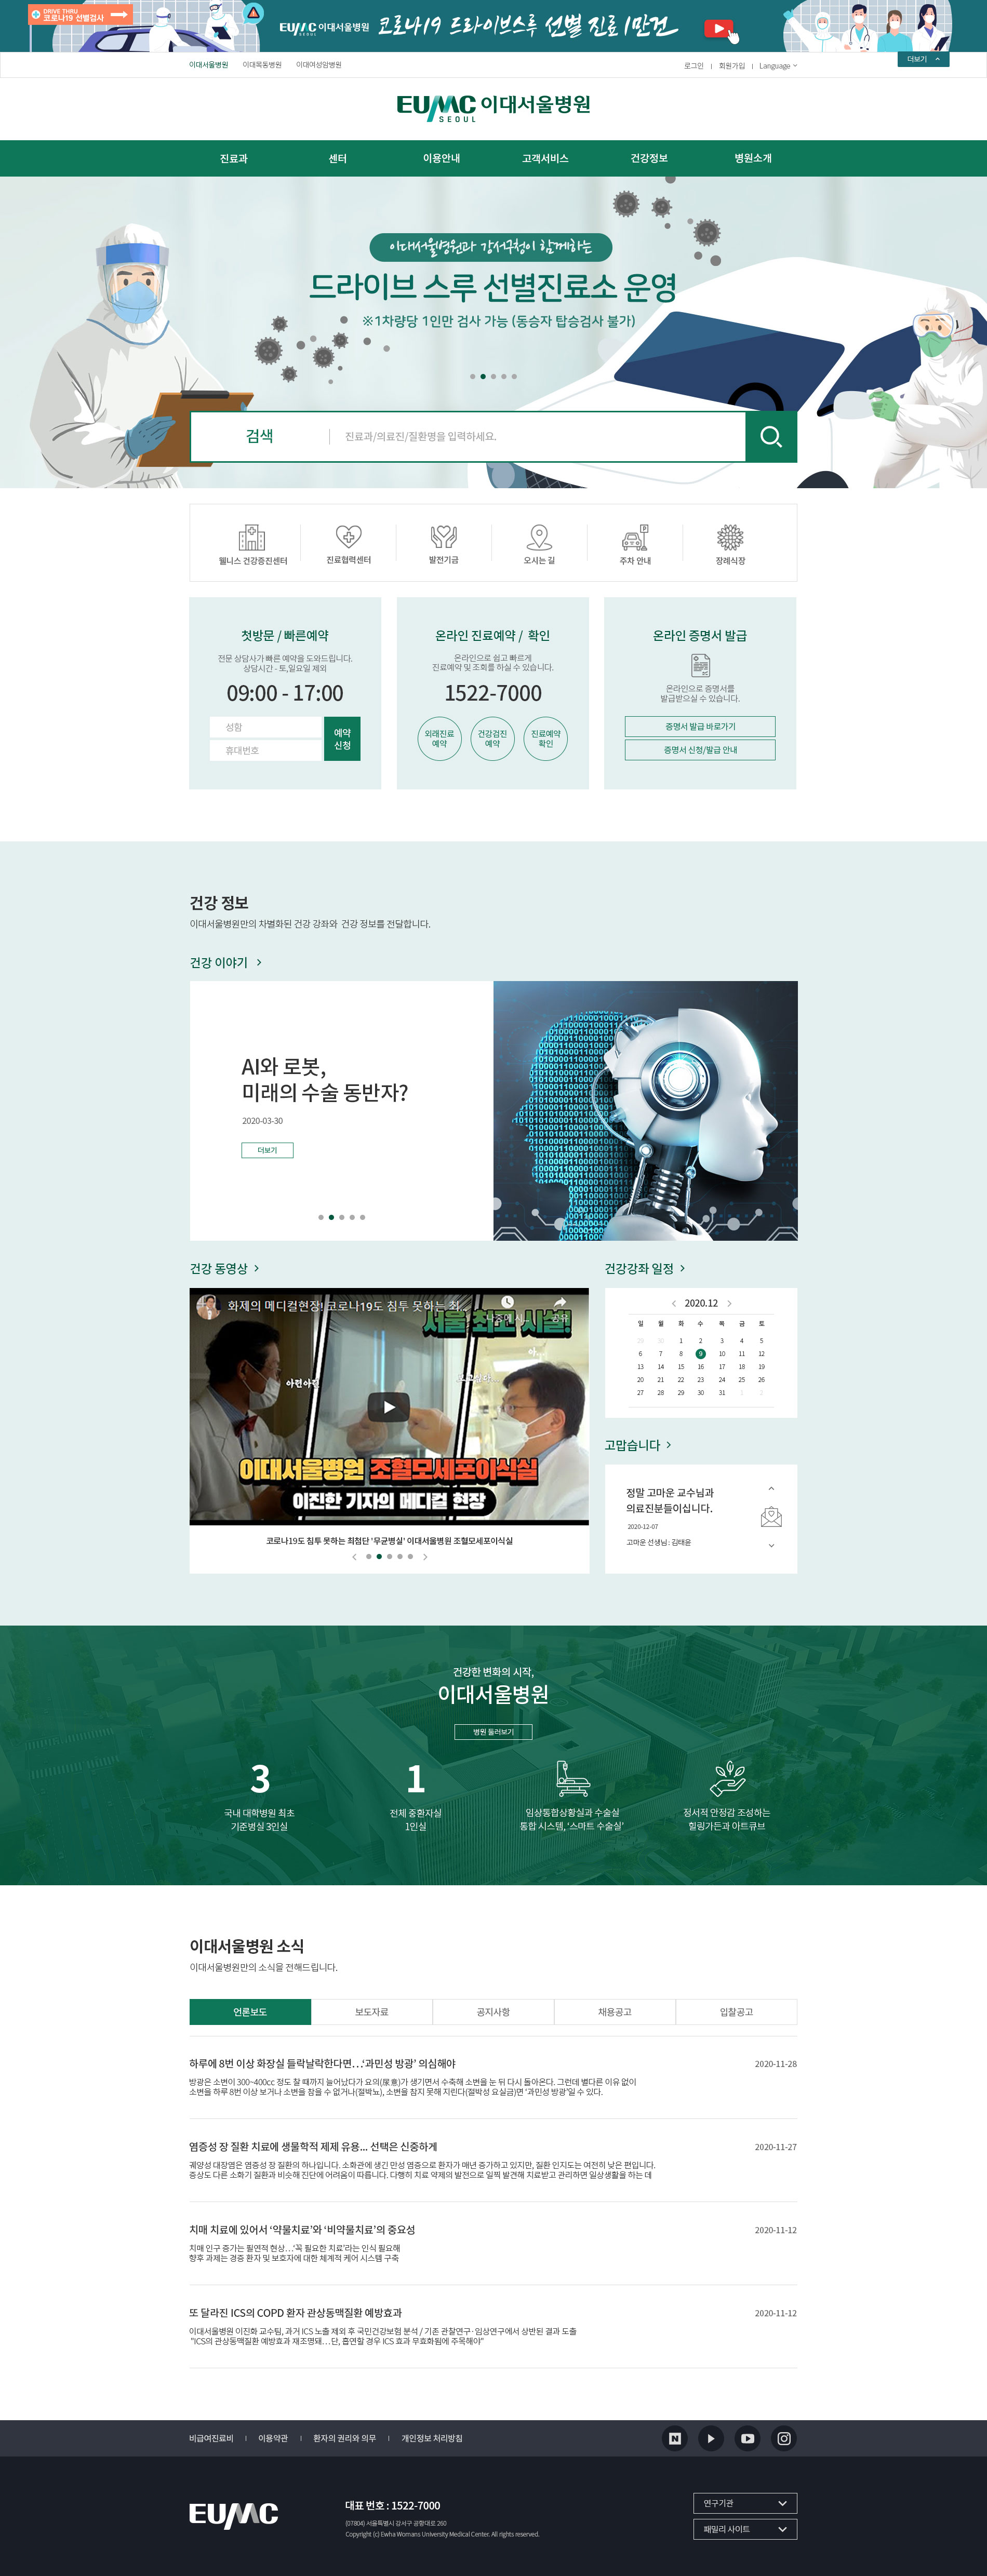 DRIVE THRU
코로나19 선별검사
EUMC SEOUL 이대서울병원 코로나19 드라이브스루 선별 진료 1만건
이대서울병원 이대목동병원 이대여성암병원
로그인 회원가입 Language
더보기
EUMC SEOUL 이대서울병원
진료과 센터 이용안내 고객서비스 건강정보 병원소개
이대서울병원과 강서구청이 함께하는
드라이브 스루 선별진료소 운영
※1차량당 1인만 검사 가능 (동승자 탑승검사 불가)
검색 진료과/의료진/질환명을 입력하세요.
웰니스 건강증진센터 진료협력센터 발전기금 오시는 길 주차 안내 장례식장
첫방문 / 빠른예약
전문 상담사가 빠른 예약을 도와드립니다.
상담시간 - 토,일요일 제외
09:00 - 17:00
성함
휴대번호
예약
신청
온라인 진료예약 / 확인
온라인으로 쉽고 빠르게
진료예약 및 조회를 하실 수 있습니다.
1522-7000
외래진료
예약
건강검진
예약
진료예약
확인
온라인 증명서 발급
온라인으로 증명서를
발급받으실 수 있습니다.
증명서 발급 바로가기
증명서 신청/발급 안내
건강 정보
이대서울병원만의 차별화된 건강 강좌와 건강 정보를 전달합니다.
건강 이야기
AI와 로봇,
미래의 수술 동반자?
2020-03-30
더보기
건강 동영상
화제의 메디컬현장! 코로나19도 침투 못하는 최...
공유
서울 최초!
아련아련
이대서울병원 조혈모세포이식실
이진한 기자의 메디컬 현장
코로나19도 침투 못하는 최첨단 '무균병실' 이대서울병원 조혈모세포이식실
건강강좌 일정
2020.12
일 월 화 수 목 금 토
29 30 1 2 3 4 5
6 7 8 9 10 11 12
13 14 15 16 17 18 19
20 21 22 23 24 25 26
27 28 29 30 31 1 2
고맙습니다
정말 고마운 교수님과
의료진분들이십니다.
2020-12-07
고마운 선생님 : 김태윤
건강한 변화의 시작,
이대서울병원
병원 둘러보기
3
국내 대학병원 최초
기준병실 3인실
1
전체 중환자실
1인실
임상통합상황실과 수술실
통합 시스템, ‘스마트 수술실’
정서적 안정감 조성하는
힐링가든과 아트큐브
이대서울병원 소식
이대서울병원만의 소식을 전해드립니다.
언론보도 보도자료 공지사항 채용공고 입찰공고
하루에 8번 이상 화장실 들락날락한다면…‘과민성 방광’ 의심해야 2020-11-28
방광은 소변이 300~400cc 정도 찰 때까지 늘어났다가 요의(尿意)가 생기면서 수축해 소변을 눈 뒤 다시 돌아온다. 그런데 별다른 이유 없이
소변을 하루 8번 이상 보거나 소변을 참을 수 없거나(절박뇨), 소변을 참지 못해 지린다(절박성 요실금)면 ‘과민성 방광’일 수 있다.
염증성 장 질환 치료에 생물학적 제제 유용... 선택은 신중하게 2020-11-27
궤양성 대장염은 염증성 장 질환의 하나입니다. 소화관에 생긴 만성 염증으로 환자가 매년 증가하고 있지만, 질환 인지도는 여전히 낮은 편입니다.
증상도 다른 소화기 질환과 비슷해 진단에 어려움이 따릅니다. 다행히 치료 약제의 발전으로 일찍 발견해 치료받고 관리하면 일상생활을 하는 데
치매 치료에 있어서 ‘약물치료’와 ‘비약물치료’의 중요성 2020-11-12
치매 인구 증가는 필연적 현상…‘꼭 필요한 치료’라는 인식 필요해
향후 과제는 경증 환자 및 보호자에 대한 체계적 케어 시스템 구축
또 달라진 ICS의 COPD 환자 관상동맥질환 예방효과 2020-11-12
이대서울병원 이진화 교수팀, 과거 ICS 노출 제외 후 국민건강보험 분석 / 기존 관찰연구·임상연구에서 상반된 결과 도출
"ICS의 관상동맥질환 예방효과 재조명돼…단, 흡연할 경우 ICS 효과 무효화됨에 주목해야"
비급여진료비 이용약관 환자의 권리와 의무 개인정보 처리방침
EUMC
대표 번호 : 1522-7000
(07804) 서울특별시 강서구 공항대로 260
Copyright (c) Ewha Womans University Medical Center. All rights reserved.
연구기관
패밀리 사이트